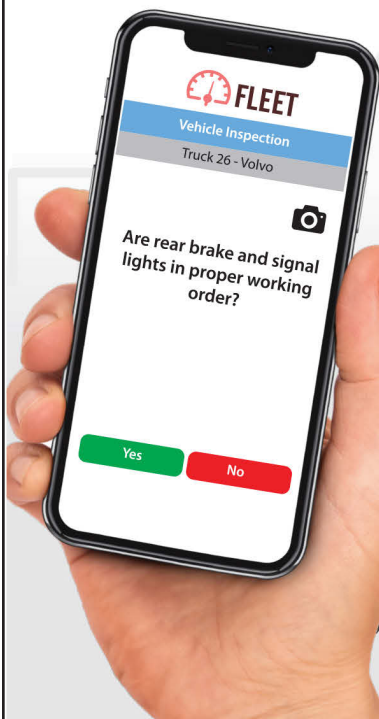 FLEET
Vehicle Inspection
Truck 26 - Volvo
Are rear brake and signal
lights in proper working
order?
Yes
No